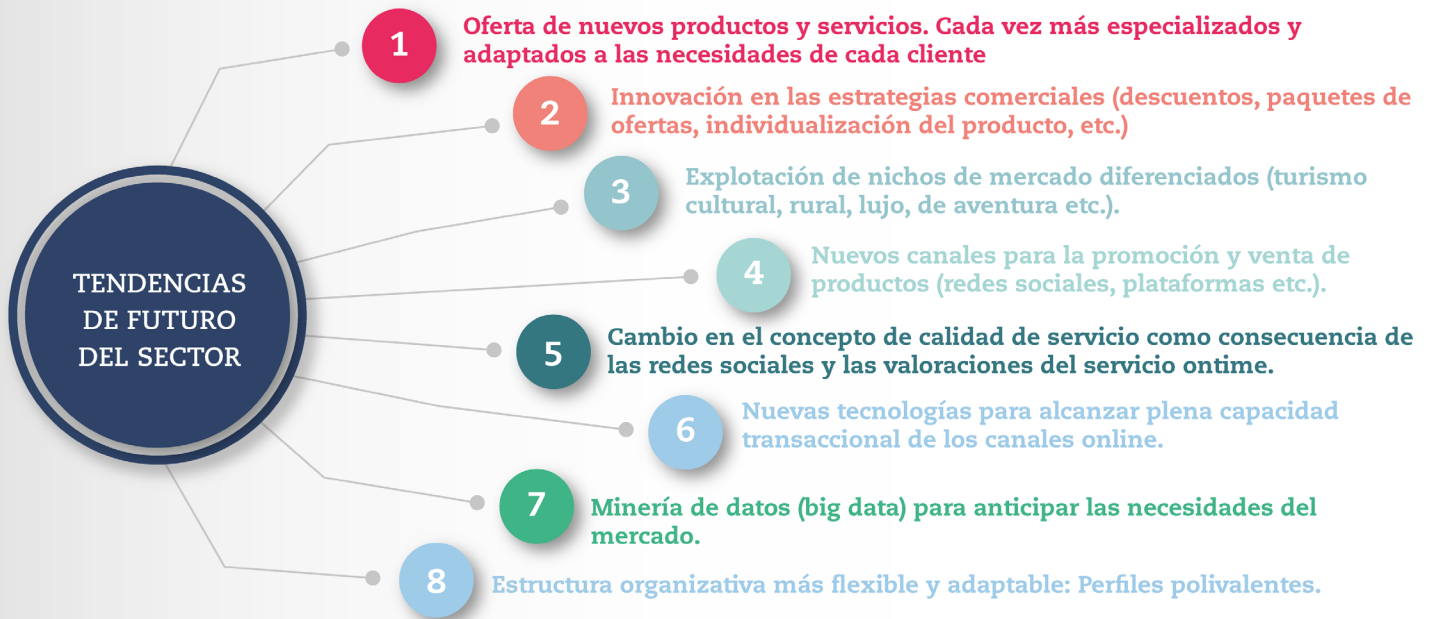 TENDENCIAS
DE FUTURO
DEL SECTOR
1
Oferta de nuevos productos y servicios. Cada vez más especializados y
adaptados a las necesidades de cada cliente
2
Innovación en las estrategias comerciales (descuentos, paquetes de
ofertas, individualización del producto, etc.)
3
Explotación de nichos de mercado diferenciados (turismo
cultural, rural, lujo, de aventura etc.).
4
Nuevos canales para la promoción y venta de
productos (redes sociales, plataformas etc.).
5
Cambio en el concepto de calidad de servicio como consecuencia de
las redes sociales y las valoraciones del servicio ontime.
6
Nuevas tecnologías para alcanzar plena capacidad
transaccional de los canales online.
7
Minería de datos (big data) para anticipar las necesidades del
mercado.
8
Estructura organizativa más flexible y adaptable: Perfiles polivalentes.